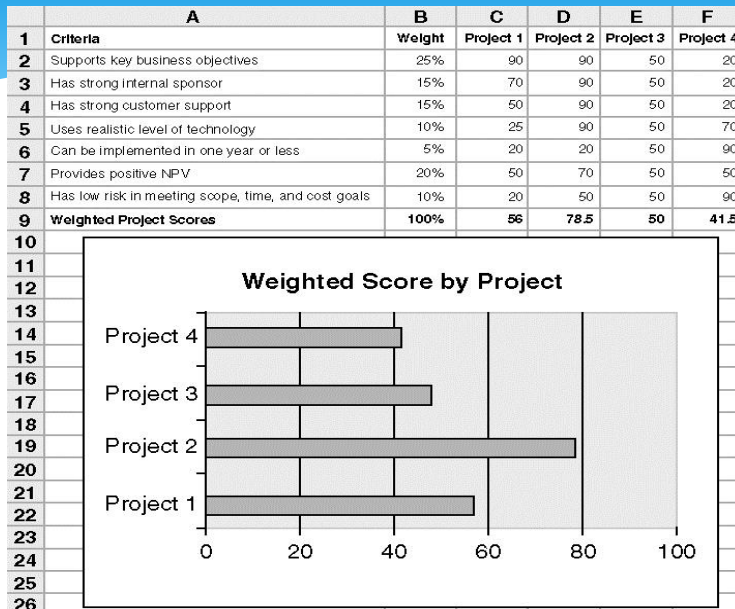 A B C D E F
1 Criteria Weight Project 1 Project 2 Project 3 Project 4
2 Supports key business objectives 25% 90 90 50 20
3 Has strong internal sponsor 15% 70 90 50 20
4 Has strong customer support 15% 50 90 50 20
5 Uses realistic level of technology 10% 25 90 50 70
6 Can be implemented in one year or less 5% 20 20 50 90
7 Provides positive NPV 20% 50 70 50 50
8 Has low risk in meeting scope, time, and cost goals 10% 20 50 50 90
9 Weighted Project Scores 100% 56 78.5 50 41.5
10
11
12 Weighted Score by Project
13
14 Project 4
15
16
17 Project 3
18
19 Project 2
20
21
22 Project 1
23
24 0 20 40 60 80 100
25
26